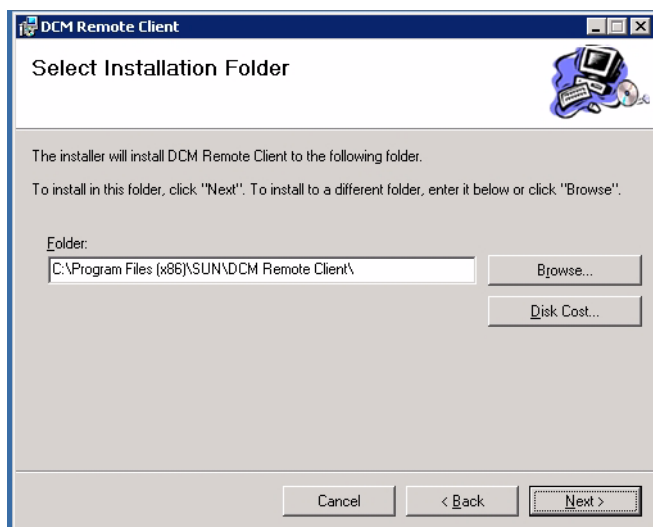 DCM Remote Client
Select Installation Folder
The installer will install DCM Remote Client to the following folder.
To install in this folder, click "Next". To install to a different folder, enter it below or click "Browse".
Folder:
C:\Program Files (x86)\SUN\DCM Remote Client\
Browse...
Disk Cost...
Cancel
< Back
Next >